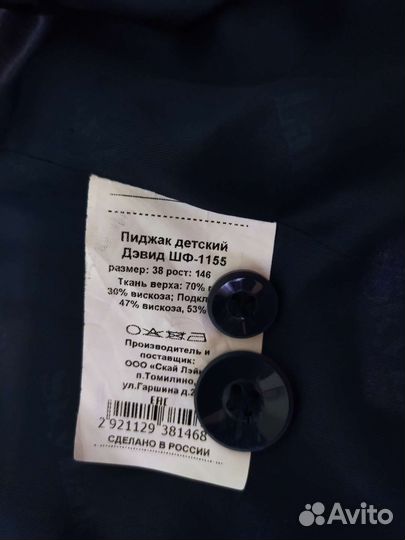 Пиджак детский
Дэвид ШФ-1155
размер: 38 рост: 146
Ткань верха: 70%
30% вискоза; Подкл
47% вискоза, 53%
Производитель и
поставщик:
ООО «Скай Лэй
п.Томилино,
ул.Гаршина д.2
EAC
2 921129 381468
СДЕЛАНО В РОССИИ
Avito